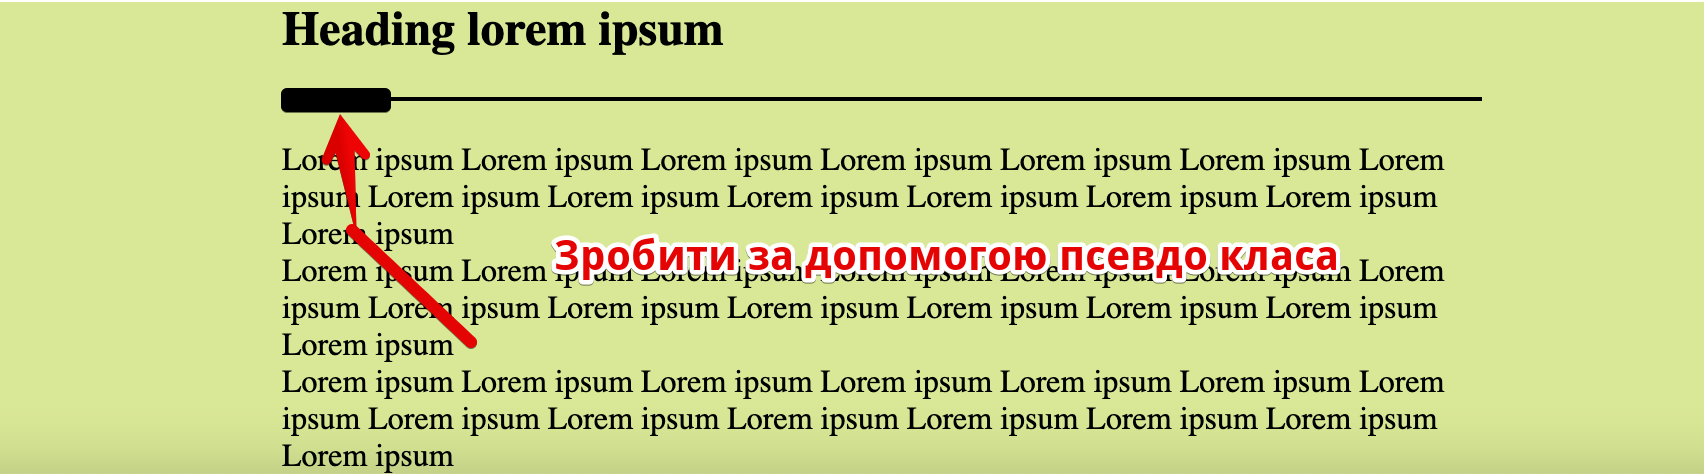 Heading lorem ipsum
Lorem ipsum Lorem ipsum Lorem ipsum Lorem ipsum Lorem ipsum Lorem ipsum Lorem
ipsum Lorem ipsum Lorem ipsum Lorem ipsum Lorem ipsum Lorem ipsum Lorem ipsum
Lorem ipsum
Зробити за допомогою псевдо класа
Lorem ipsum Lorem ipsum Lorem ipsum Lorem ipsum Lorem ipsum Lorem ipsum Lorem
ipsum Lorem ipsum Lorem ipsum Lorem ipsum Lorem ipsum Lorem ipsum Lorem ipsum
Lorem ipsum
Lorem ipsum Lorem ipsum Lorem ipsum Lorem ipsum Lorem ipsum Lorem ipsum Lorem
ipsum Lorem ipsum Lorem ipsum Lorem ipsum Lorem ipsum Lorem ipsum Lorem ipsum
Lorem ipsum